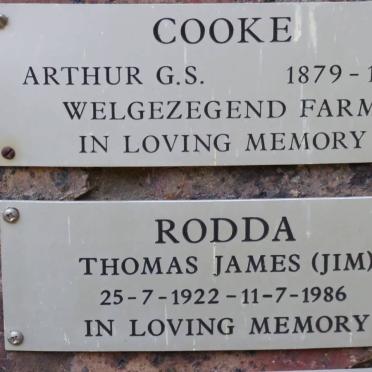 COOKE
ARTHUR G.S. 1879 - 1
WELGEZEGEND FARM
IN LOVING MEMORY
RODDA
THOMAS JAMES (JIM)
25-7-1922 - 11-7-1986
IN LOVING MEMORY